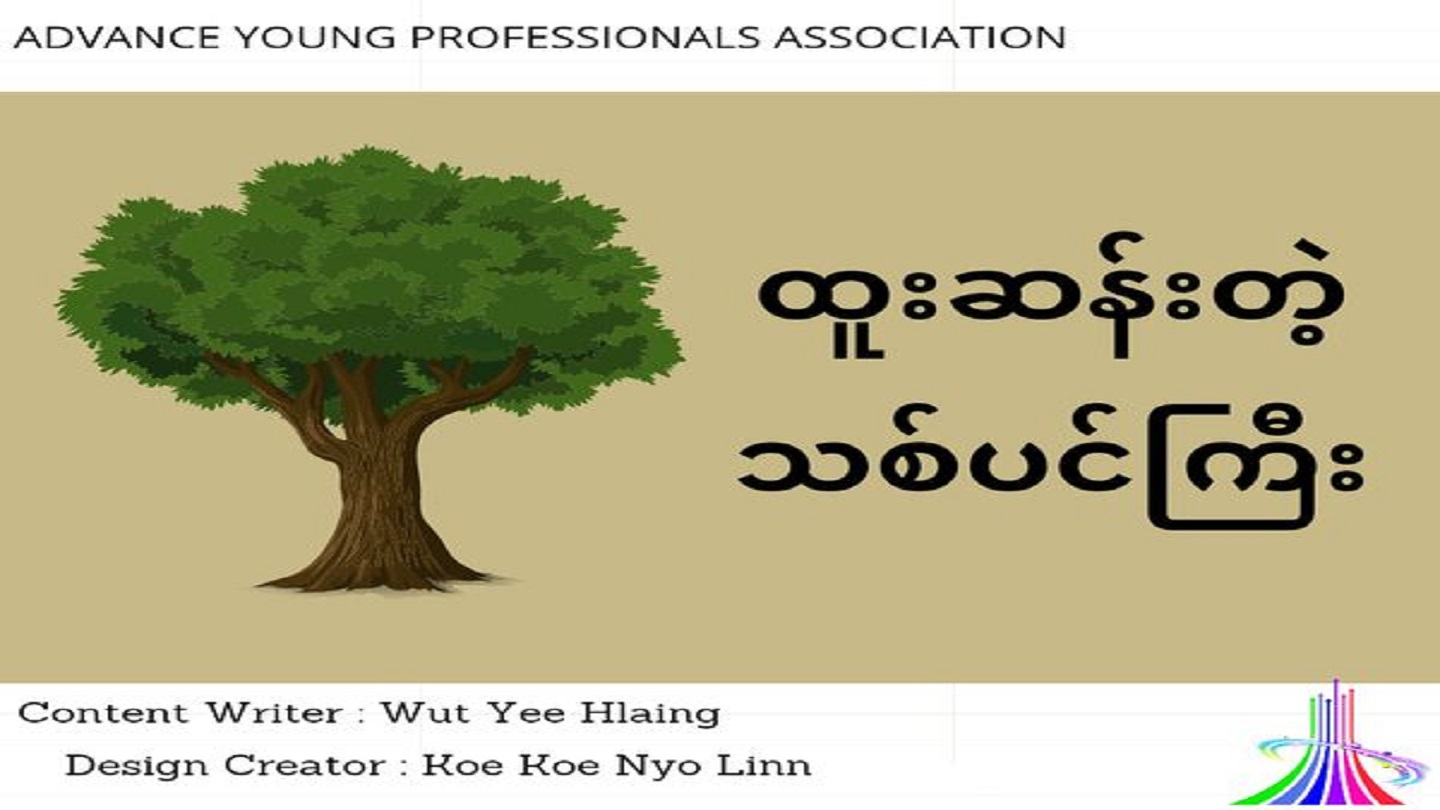 ADVANCE YOUNG PROFESSIONALS ASSOCIATION
ထူးဆန်းတဲ့
သစ်ပင်ကြီး
Content Writer : Wut Yee Hlaing
Design Creator : Koe Koe Nyo Linn